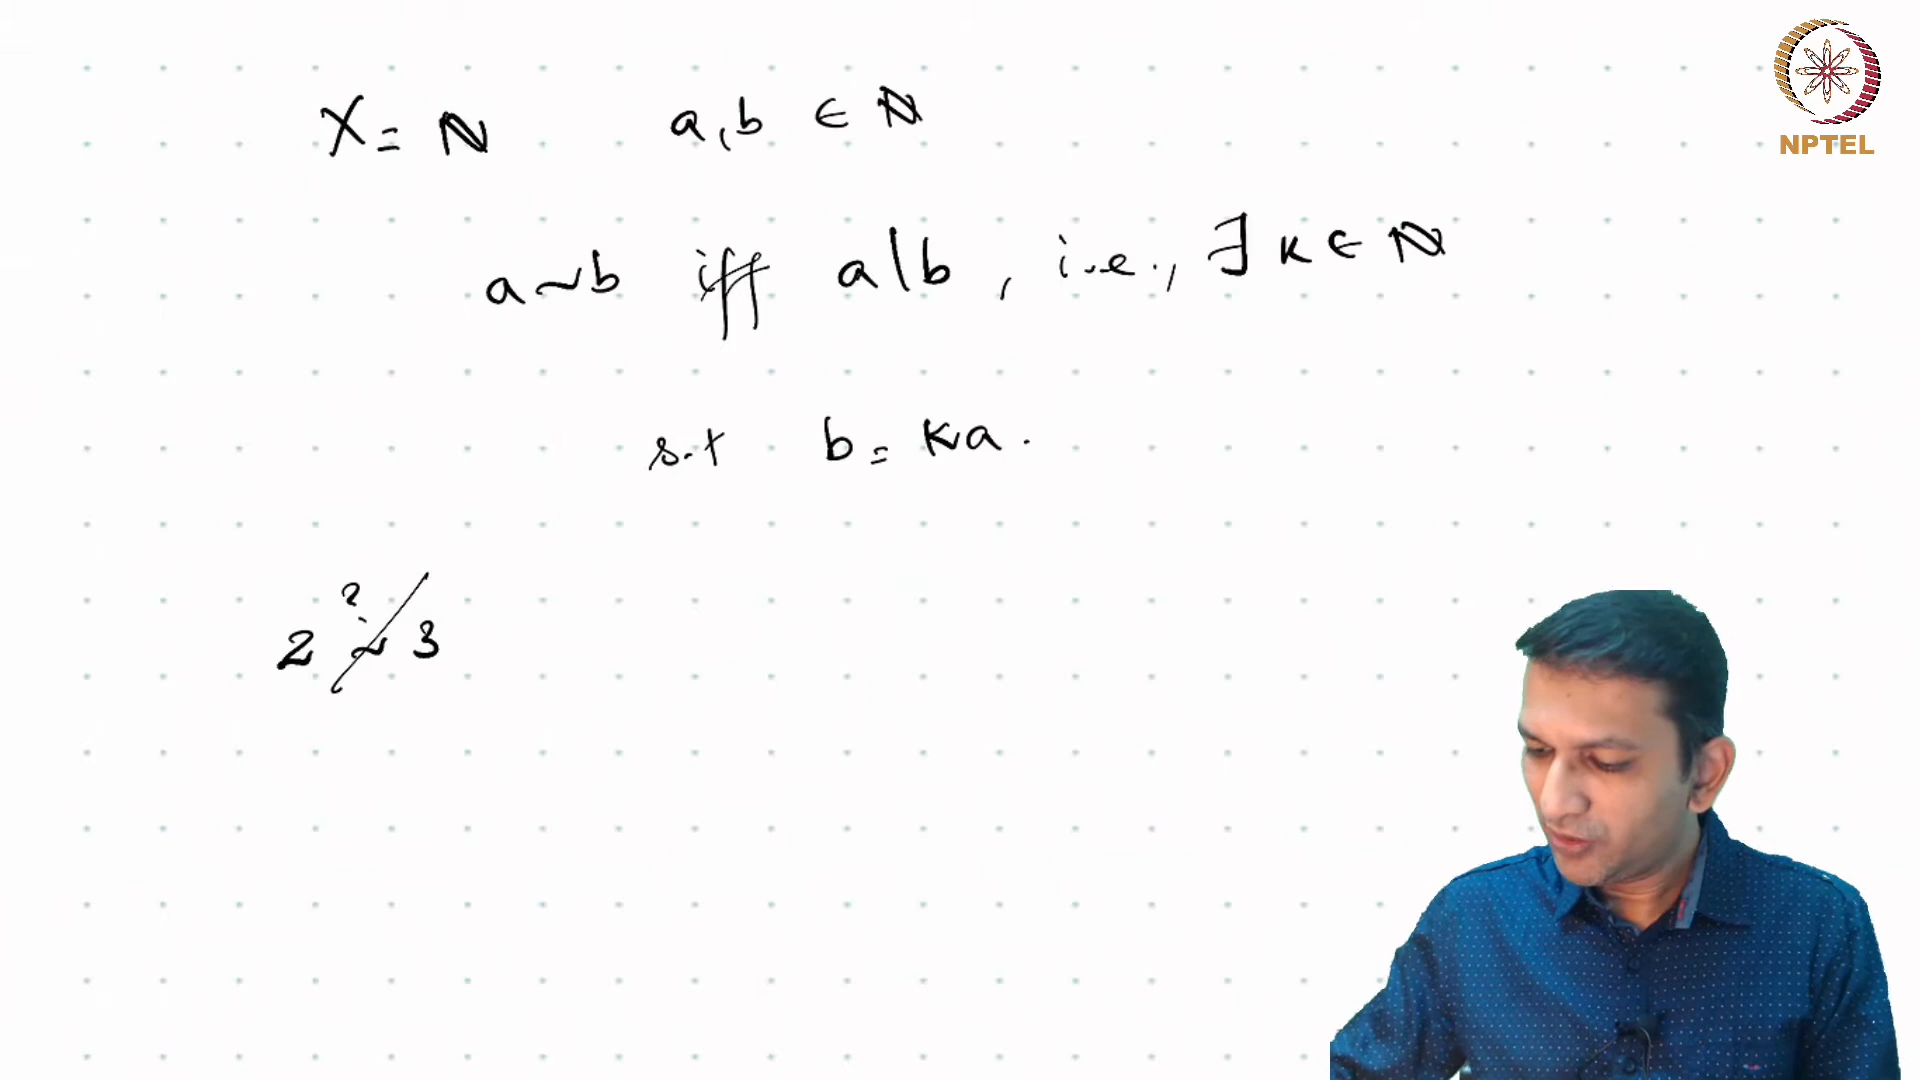 X = ℕ a, b ∈ ℕ
a ~ b iff a | b , i.e., ∃ k ∈ ℕ
s.t b = ka.
2 ≁ 3
?
NPTEL